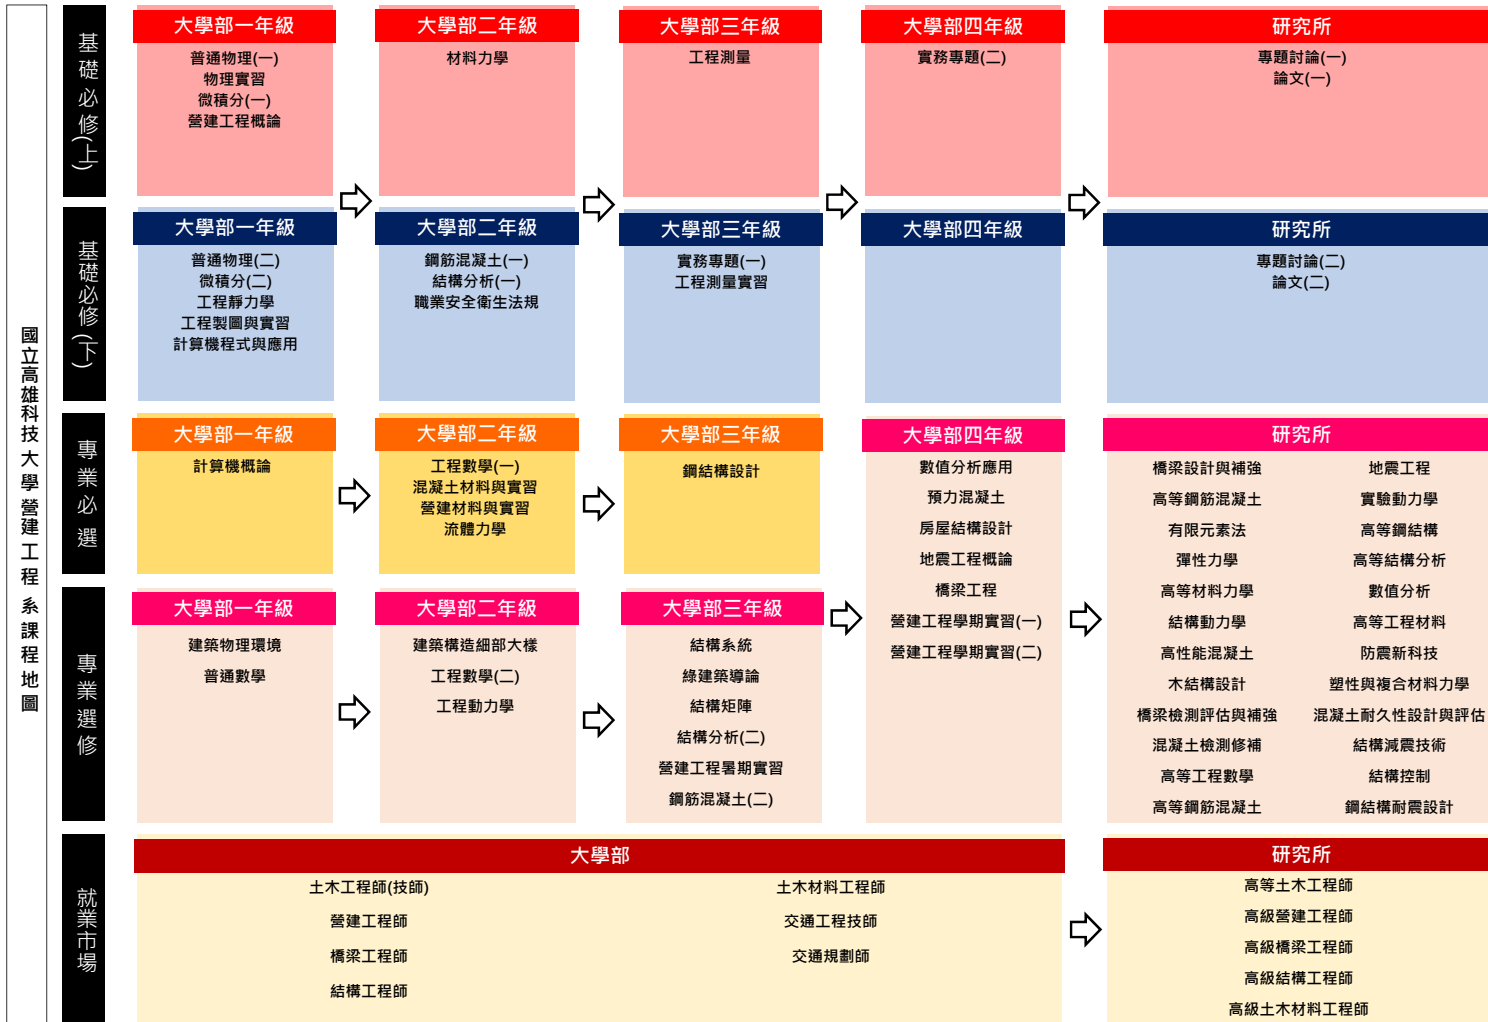 國立高雄科技大學營建工程系課程地圖
基礎必修(上)
大學部一年級
普通物理(一)
物理實習
微積分(一)
營建工程概論
大學部二年級
材料力學
大學部三年級
工程測量
大學部四年級
實務專題(二)
研究所
專題討論(一)
論文(一)
基礎必修(下)
大學部一年級
普通物理(二)
微積分(二)
工程靜力學
工程製圖與實習
計算機程式與應用
大學部二年級
鋼筋混凝土(一)
結構分析(一)
職業安全衛生法規
大學部三年級
實務專題(一)
工程測量實習
大學部四年級
研究所
專題討論(二)
論文(二)
專業必選
大學部一年級
計算機概論
大學部二年級
工程數學(一)
混凝土材料與實習
營建材料與實習
流體力學
大學部三年級
鋼結構設計
專業選修
大學部一年級
建築物理環境
普通數學
大學部二年級
建築構造細部大樣
工程數學(二)
工程動力學
大學部三年級
結構系統
綠建築導論
結構矩陣
結構分析(二)
營建工程暑期實習
鋼筋混凝土(二)
大學部四年級
數值分析應用
預力混凝土
房屋結構設計
地震工程概論
橋梁工程
營建工程學期實習(一)
營建工程學期實習(二)
研究所
橋梁設計與補強
高等鋼筋混凝土
有限元素法
彈性力學
高等材料力學
結構動力學
高性能混凝土
木結構設計
橋梁檢測評估與補強
混凝土檢測修補
高等工程數學
高等鋼筋混凝土
地震工程
實驗動力學
高等鋼結構
高等結構分析
數值分析
高等工程材料
防震新科技
塑性與複合材料力學
混凝土耐久性設計與評估
結構減震技術
結構控制
鋼結構耐震設計
就業市場
大學部
土木工程師(技師)
營建工程師
橋梁工程師
結構工程師
土木材料工程師
交通工程技師
交通規劃師
研究所
高等土木工程師
高級營建工程師
高級橋梁工程師
高級結構工程師
高級土木材料工程師